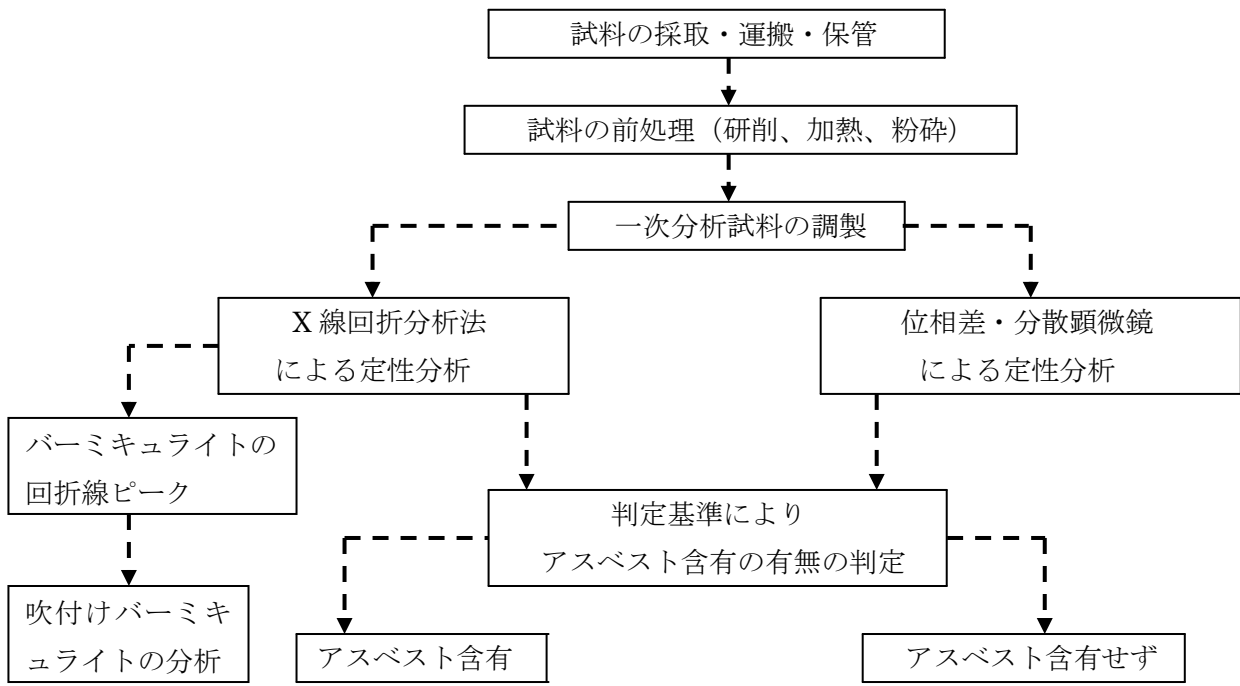 試料の採取・運搬・保管
試料の前処理(研削、加熱、粉砕)
一次分析試料の調製
X 線回折分析法
による定性分析
位相差・分散顕微鏡
による定性分析
バーミキュライトの
回折線ピーク
判定基準により
アスベスト含有の有無の判定
吹付けバーミキ
ュライトの分析
アスベスト含有
アスベスト含有せず